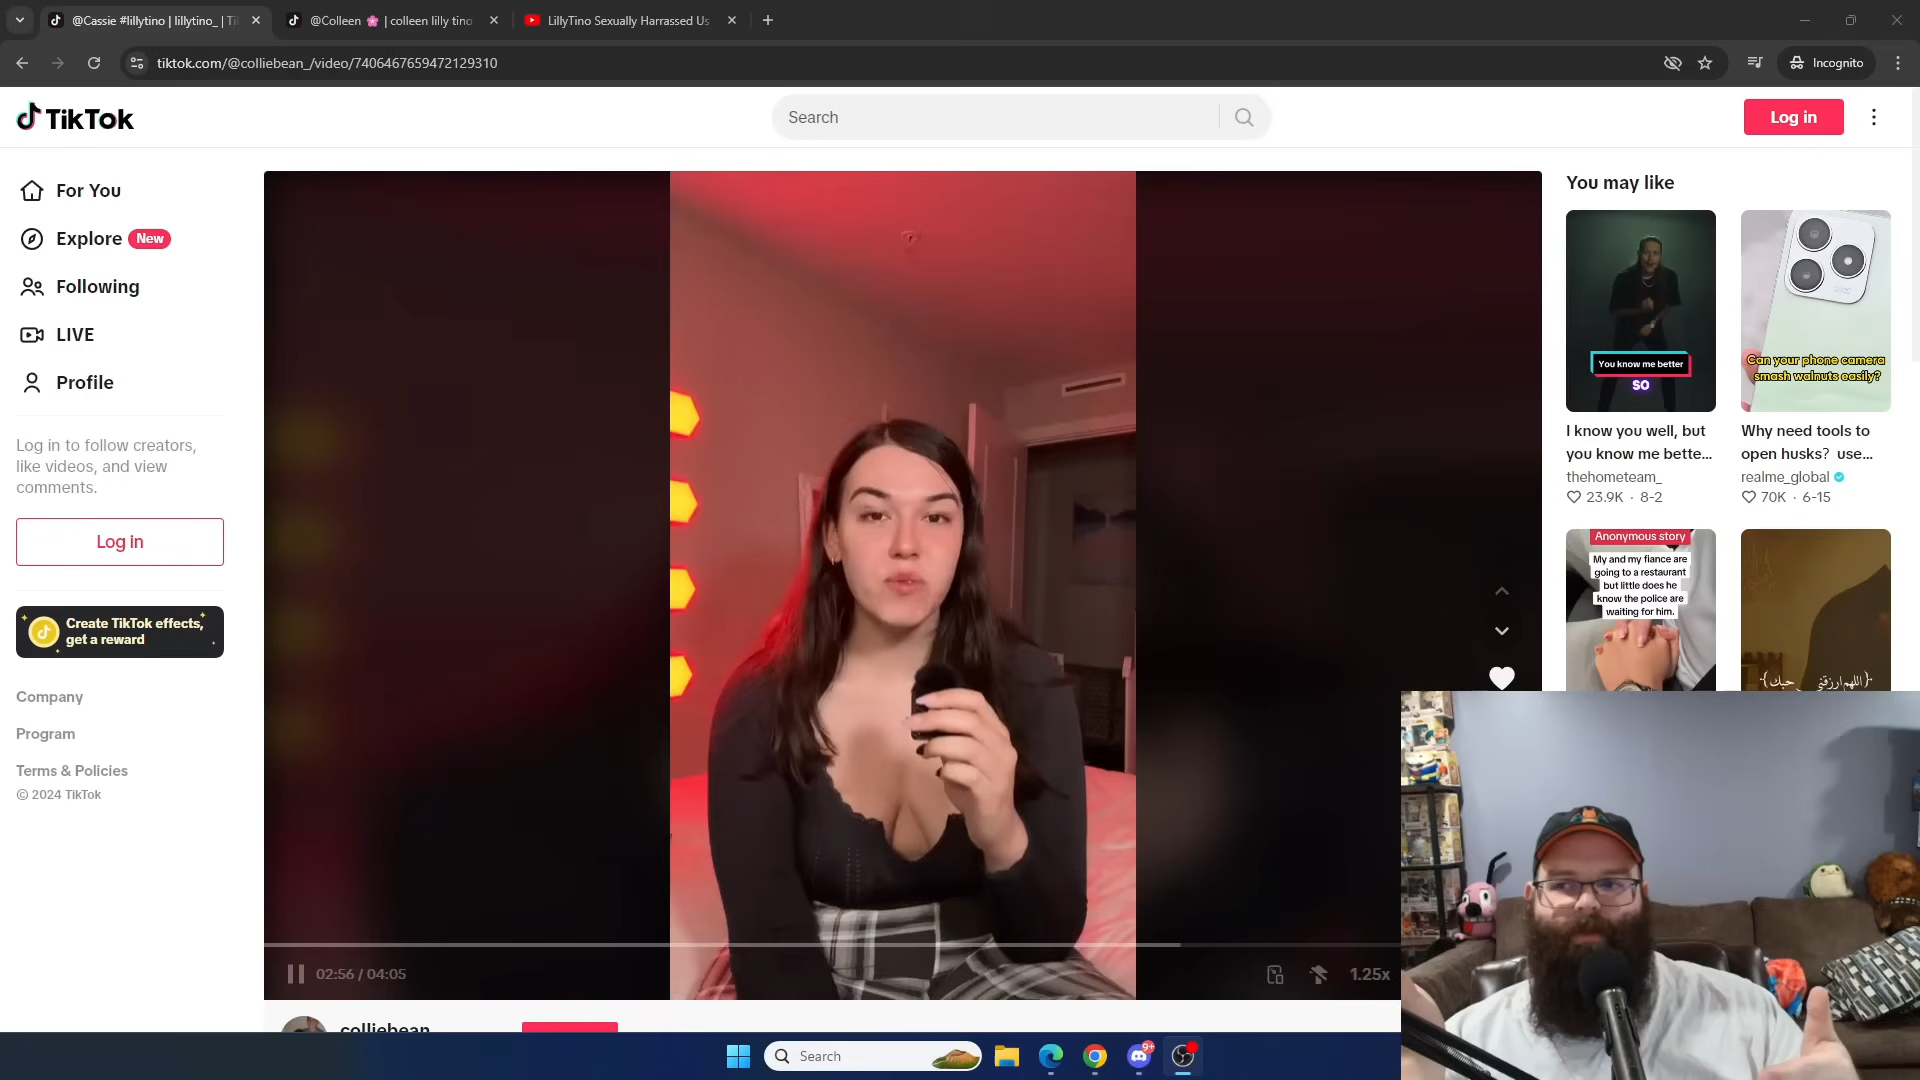 @Cassie #lillytino | lillytino_ | Ti
@Colleen 🌸 | colleen lilly tino
LillyTino Sexually Harrassed Us
tiktok.com/@colliebean_/video/7406467659472129310
Incognito
TikTok
Search
Log in
For You
Explore New
Following
LIVE
Profile
Log in to follow creators,
like videos, and view
comments.
Log in
Create TikTok effects,
get a reward
Company
Program
Terms & Policies
© 2024 TikTok
02:56 / 04:05
1.25x
colliebean
You may like
You know me better
SO
I know you well, but
you know me bette...
thehometeam_
23.9K · 8-2
Can your phone camera
smash walnuts easily?
Why need tools to
open husks? use...
realme_global
70K · 6-15
Anonymous story
My and my fiance are
going to a restaurant
but little does he
know the police are
waiting for him.
Search
9+